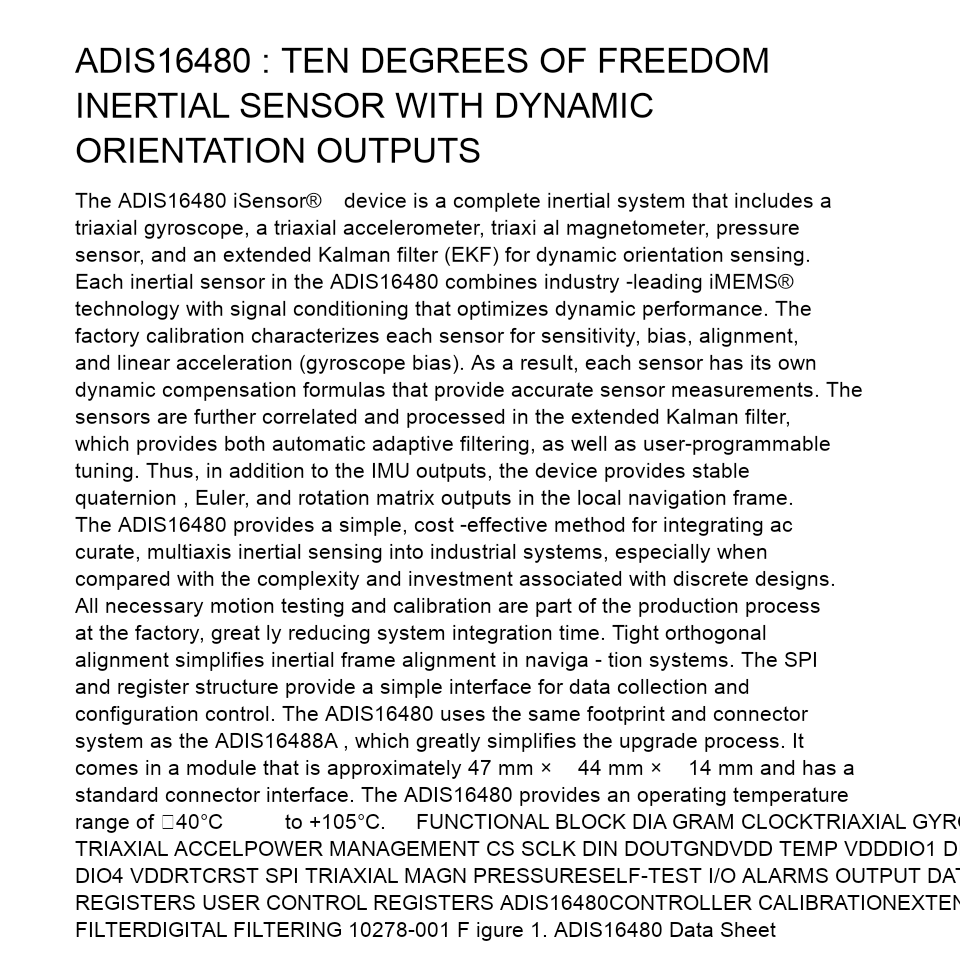 ADIS16480 : TEN DEGREES OF FREEDOM
INERTIAL SENSOR WITH DYNAMIC
ORIENTATION OUTPUTS
The ADIS16480 iSensor® device is a complete inertial system that includes a
triaxial gyroscope, a triaxial accelerometer, triaxi al magnetometer, pressure
sensor, and an extended Kalman filter (EKF) for dynamic orientation sensing.
Each inertial sensor in the ADIS16480 combines industry -leading iMEMS®
technology with signal conditioning that optimizes dynamic performance. The
factory calibration characterizes each sensor for sensitivity, bias, alignment,
and linear acceleration (gyroscope bias). As a result, each sensor has its own
dynamic compensation formulas that provide accurate sensor measurements. The
sensors are further correlated and processed in the extended Kalman filter,
which provides both automatic adaptive filtering, as well as user-programmable
tuning. Thus, in addition to the IMU outputs, the device provides stable
quaternion , Euler, and rotation matrix outputs in the local navigation frame.
The ADIS16480 provides a simple, cost -effective method for integrating ac
curate, multiaxis inertial sensing into industrial systems, especially when
compared with the complexity and investment associated with discrete designs.
All necessary motion testing and calibration are part of the production process
at the factory, great ly reducing system integration time. Tight orthogonal
alignment simplifies inertial frame alignment in naviga - tion systems. The SPI
and register structure provide a simple interface for data collection and
configuration control. The ADIS16480 uses the same footprint and connector
system as the ADIS16488A , which greatly simplifies the upgrade process. It
comes in a module that is approximately 47 mm × 44 mm × 14 mm and has a
standard connector interface. The ADIS16480 provides an operating temperature
range of □40°C to +105°C. FUNCTIONAL BLOCK DIA GRAM CLOCKTRIAXIAL GYRO
TRIAXIAL ACCELPOWER MANAGEMENT CS SCLK DIN DOUTGNDVDD TEMP VDDDIO1 D
DIO4 VDDRTCRST SPI TRIAXIAL MAGN PRESSURESELF-TEST I/O ALARMS OUTPUT DAT
REGISTERS USER CONTROL REGISTERS ADIS16480CONTROLLER CALIBRATIONEXTEN
FILTERDIGITAL FILTERING 10278-001 F igure 1. ADIS16480 Data Sheet